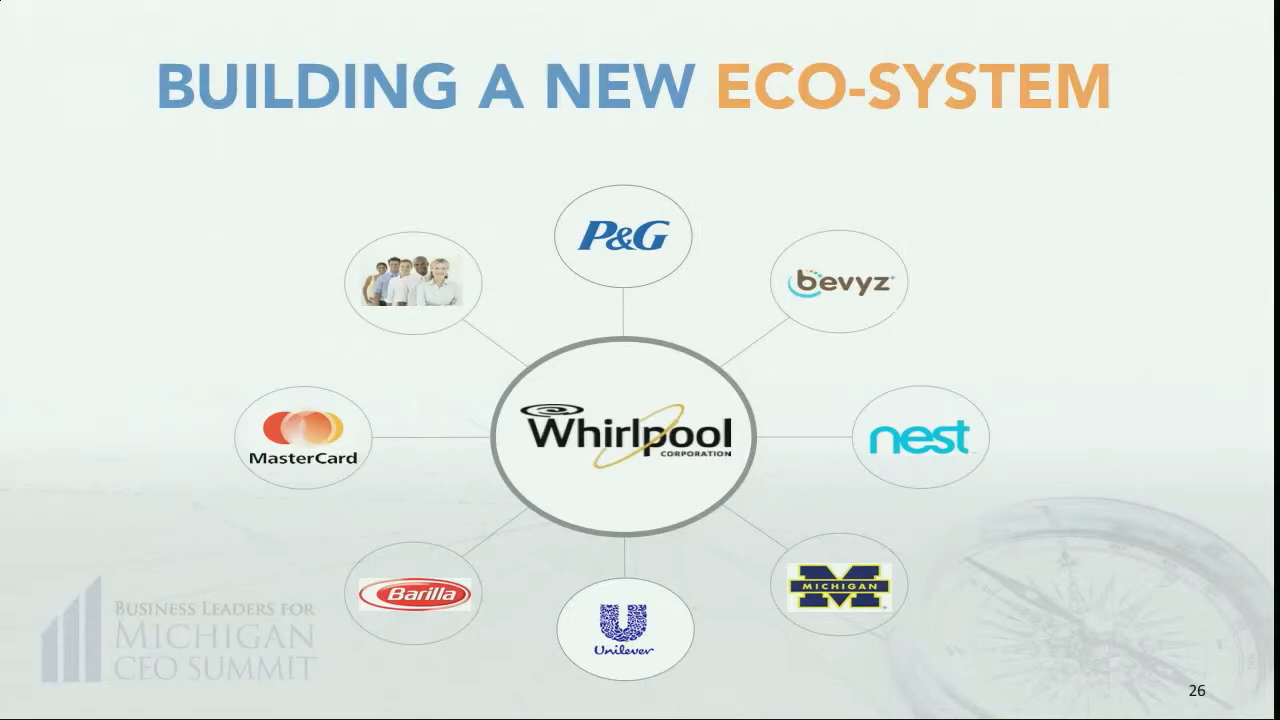 BUILDING A NEW ECO-SYSTEM
P&G
bevyz
MasterCard
Whirlpool
CORPORATION
nest
Barilla
Unilever
M
MICHIGAN
BUSINESS LEADERS FOR
MICHIGAN
CEO SUMMIT
26